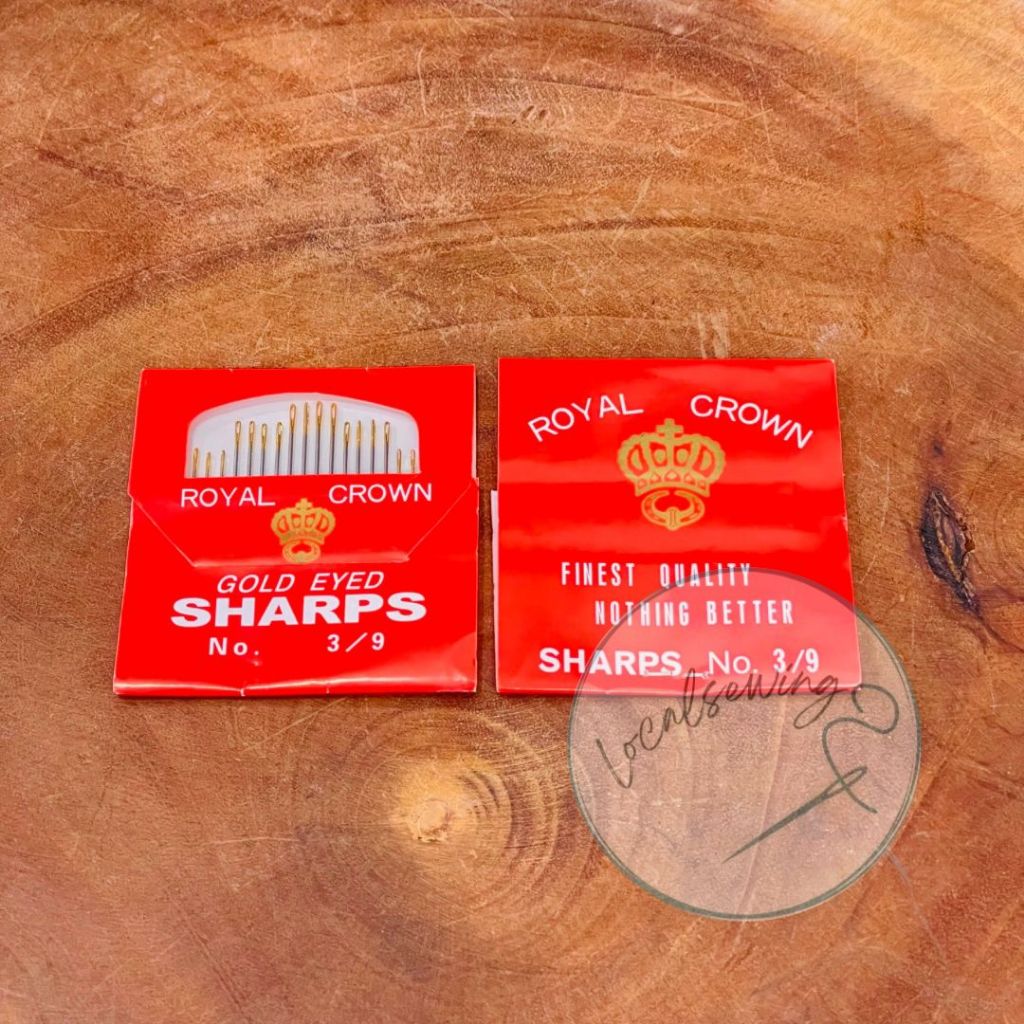 ROYAL CROWN
GOLD EYED
SHARPS
No. 3/9
ROYAL CROWN
FINEST QUALITY
NOTHING BETTER
SHARPS No. 3/9
Localsewing